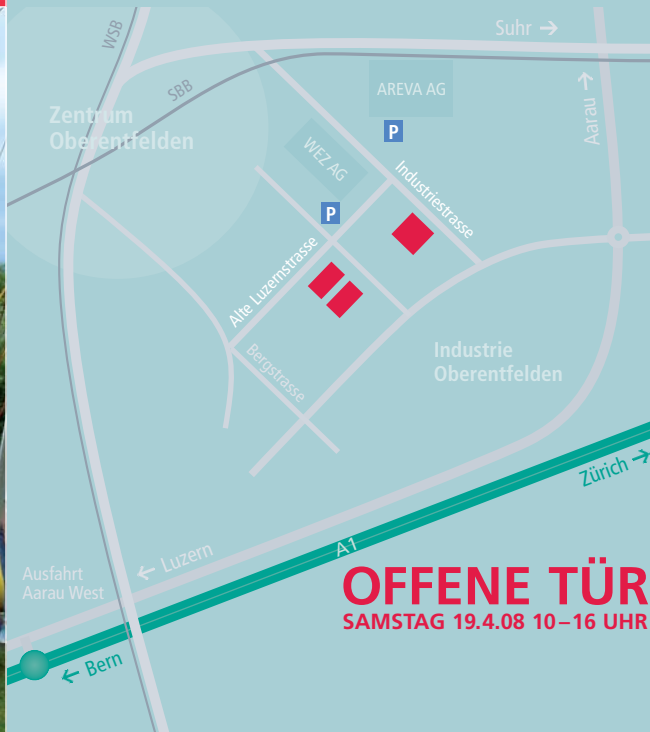 WSB
Suhr →
SBB
AREVA AG
Aarau →
Zentrum
Oberentfelden
P
WEZ AG
Industriestrasse
P
Alte Luzernstrasse
Bergstrasse
Industrie
Oberentfelden
Zürich →
A1
← Luzern
Ausfahrt
Aarau West
← Bern
OFFENE TÜR
SAMSTAG 19.4.08 10–16 UHR